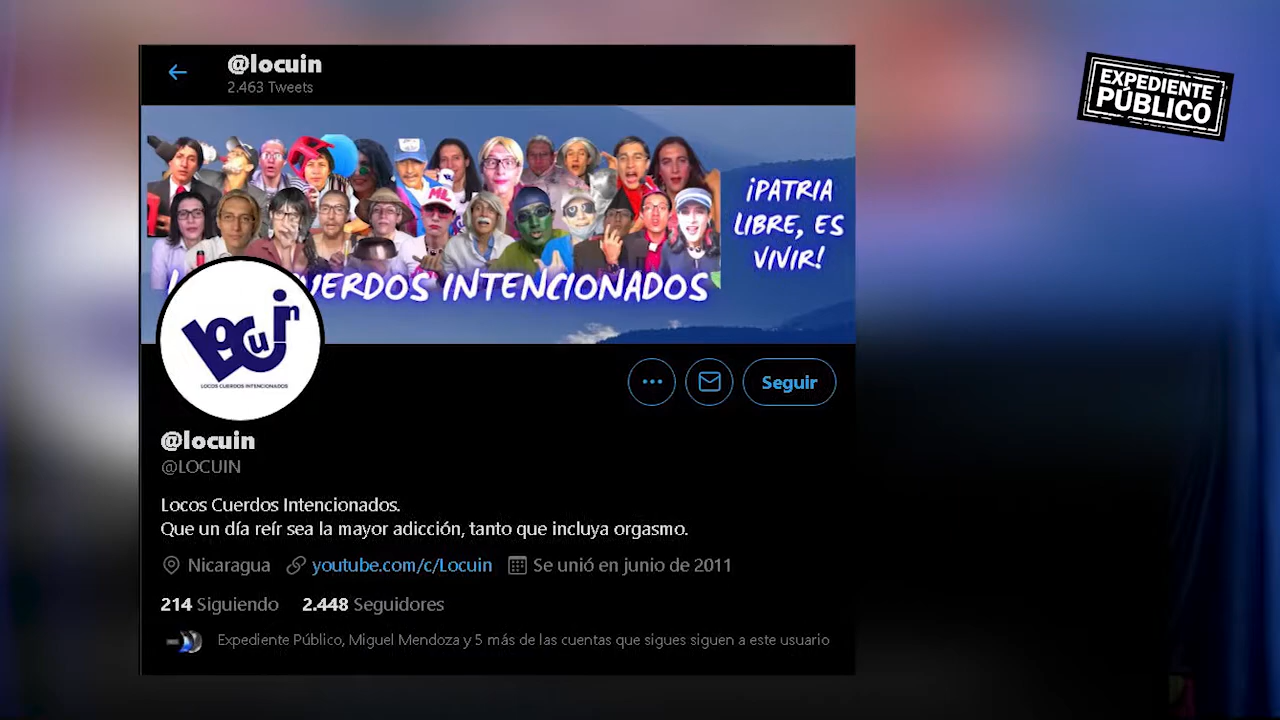 @locuin
2.463 Tweets
EXPEDIENTE
PÚBLICO
¡PATRIA
LIBRE, ES
VIVIR!
ML
CUERDOS INTENCIONADOS
Locuin
LOCOS CUERDOS INTENCIONADOS
Seguir
@locuin
@LOCUIN
Locos Cuerdos Intencionados.
Que un día reír sea la mayor adicción, tanto que incluya orgasmo.
Nicaragua youtube.com/c/Locuin Se unió en junio de 2011
214 Siguiendo 2.448 Seguidores
Expediente Público, Miguel Mendoza y 5 más de las cuentas que sigues siguen a este usuario